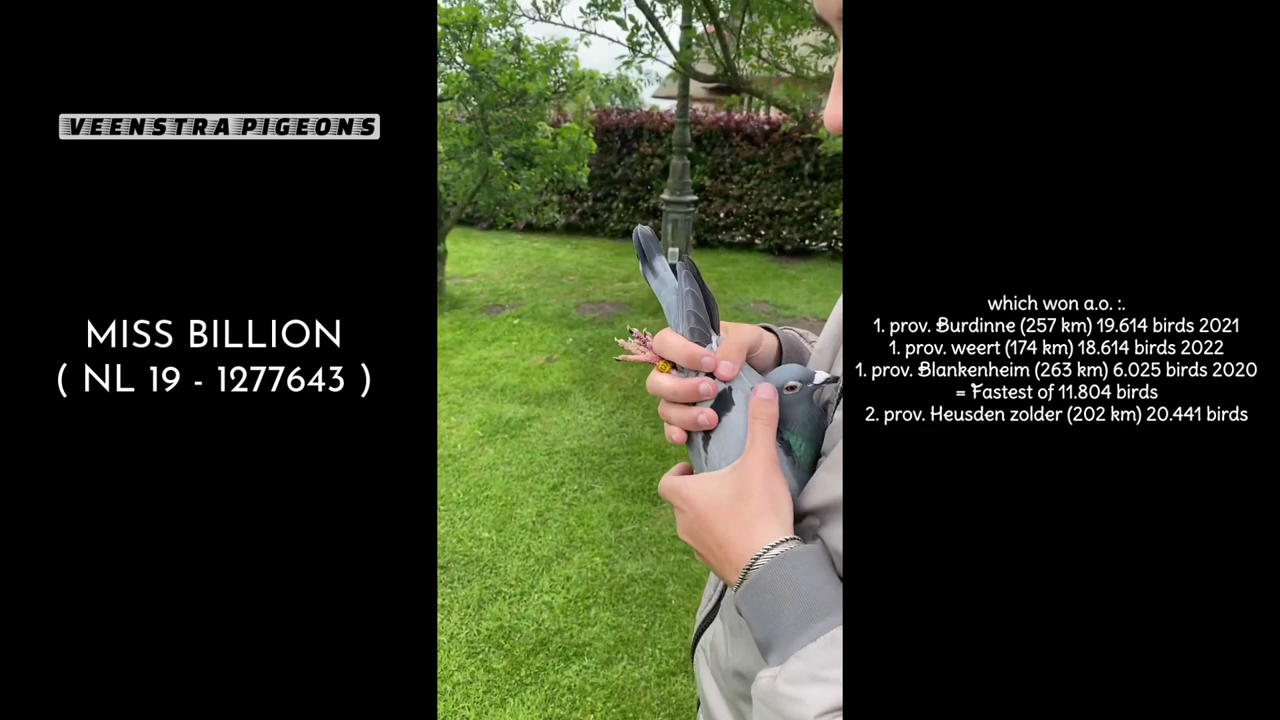 VEENSTRA PIGEONS
MISS BILLION
( NL 19 - 1277643 )
which won a.o. :.
1. prov. Burdinne (257 km) 19.614 birds 2021
1. prov. weert (174 km) 18.614 birds 2022
1. prov. Blankenheim (263 km) 6.025 birds 2020
= Fastest of 11.804 birds
2. prov. Heusden zolder (202 km) 20.441 birds